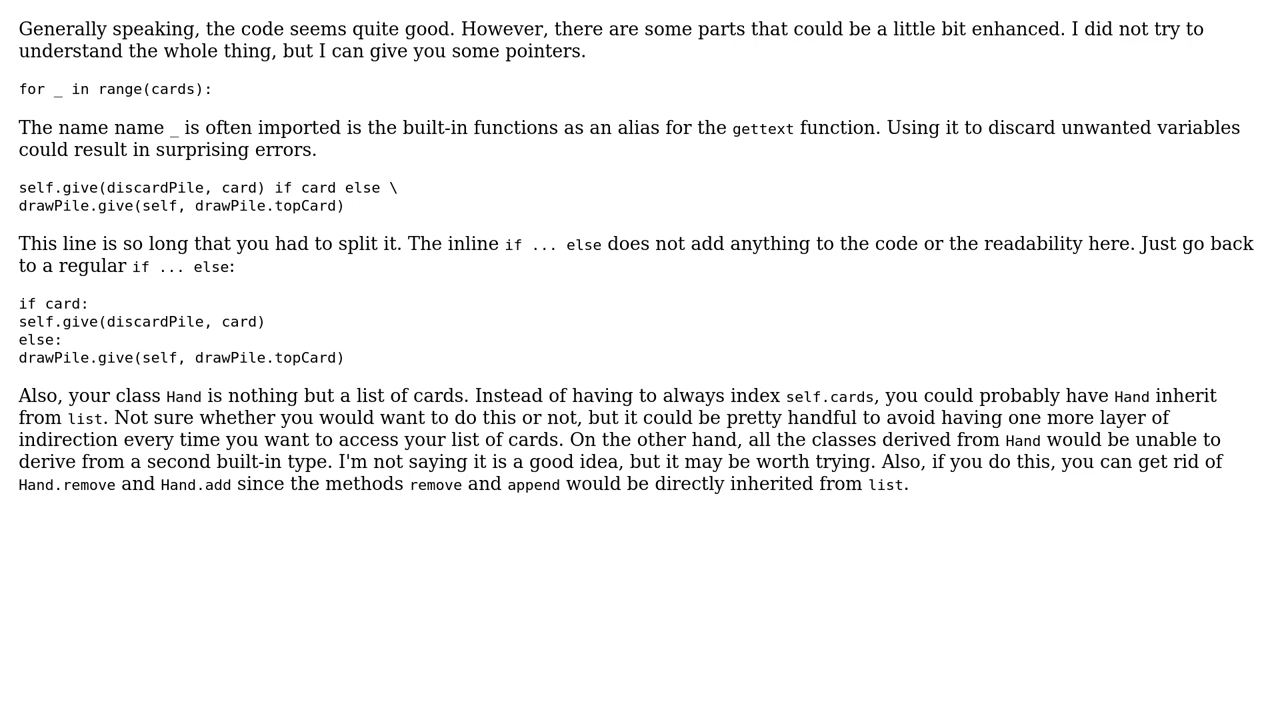 Generally speaking, the code seems quite good. However, there are some parts that could be a little bit enhanced. I did not try to
understand the whole thing, but I can give you some pointers.
for _ in range(cards):
The name name _ is often imported is the built-in functions as an alias for the gettext function. Using it to discard unwanted variables
could result in surprising errors.
self.give(discardPile, card) if card else \
drawPile.give(self, drawPile.topCard)
This line is so long that you had to split it. The inline if ... else does not add anything to the code or the readability here. Just go back
to a regular if ... else:
if card:
self.give(discardPile, card)
else:
drawPile.give(self, drawPile.topCard)
Also, your class Hand is nothing but a list of cards. Instead of having to always index self.cards, you could probably have Hand inherit
from list. Not sure whether you would want to do this or not, but it could be pretty handful to avoid having one more layer of
indirection every time you want to access your list of cards. On the other hand, all the classes derived from Hand would be unable to
derive from a second built-in type. I'm not saying it is a good idea, but it may be worth trying. Also, if you do this, you can get rid of
Hand.remove and Hand.add since the methods remove and append would be directly inherited from list.